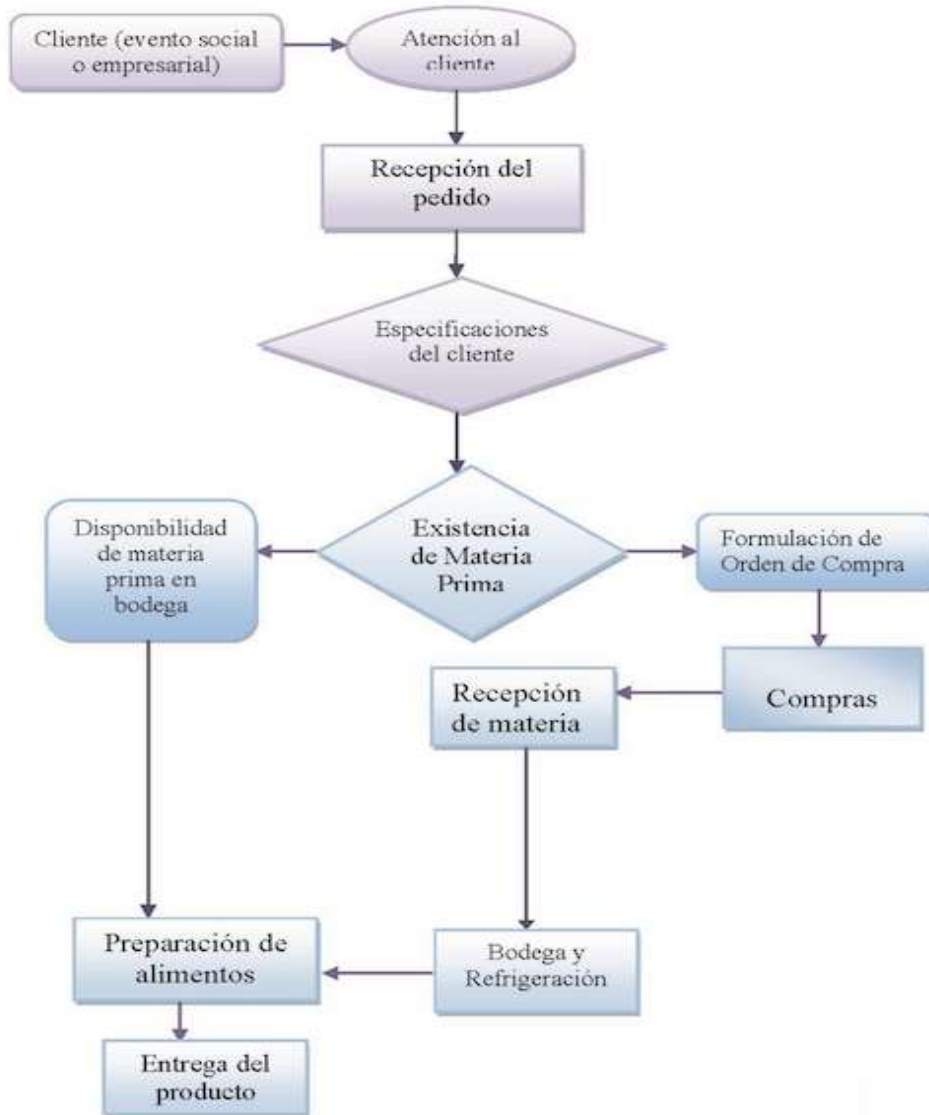 Cliente (evento social
o empresarial)
Atención al
cliente
Recepción del
pedido
Especificaciones
del cliente
Existencia
de Materia
Prima
Disponibilidad
de materia
prima en
bodega
Formulación de
Orden de Compra
Compras
Recepción
de materia
Bodega y
Refrigeración
Preparación de
alimentos
Entrega del
producto